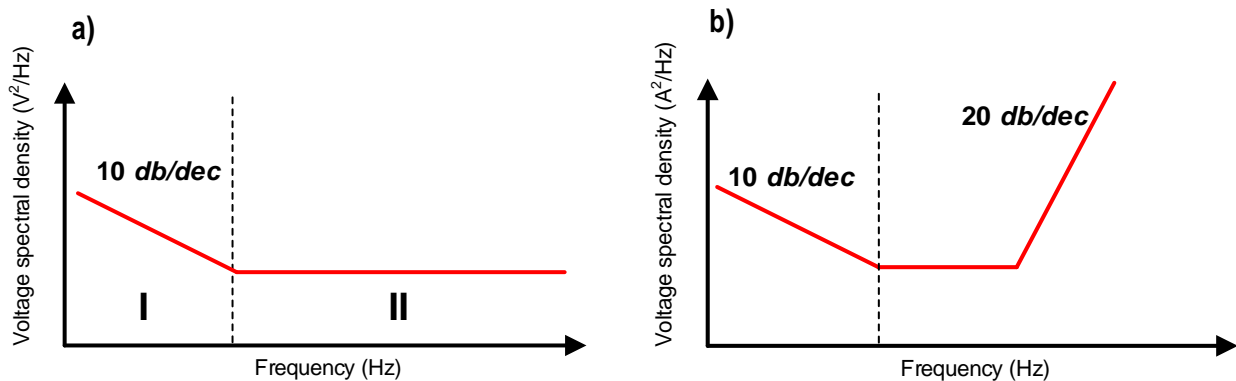 a)
Voltage spectral density (V²/Hz)
10 db/dec
I
II
Frequency (Hz)
b)
Voltage spectral density (A²/Hz)
10 db/dec
20 db/dec
Frequency (Hz)